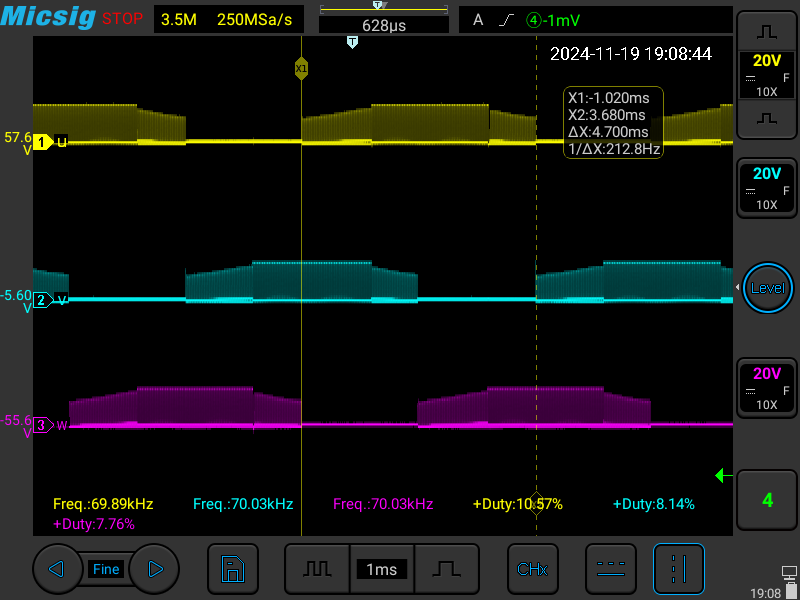 Micsig STOP 3.5M 250MSa/s T 628µs A ④-1mV
T
2024-11-19 19:08:44
X1
X1:-1.020ms
X2:3.680ms
ΔX:4.700ms
1/ΔX:212.8Hz
57.6 V 1 U
-5.60 V 2 V
-55.6 V 3 W
20V
F
10X
20V
F
10X
Level
20V
F
10X
4
Freq.:69.89kHz Freq.:70.03kHz Freq.:70.03kHz +Duty:10.57% +Duty:8.14%
+Duty:7.76%
Fine 1ms CHx
19:08